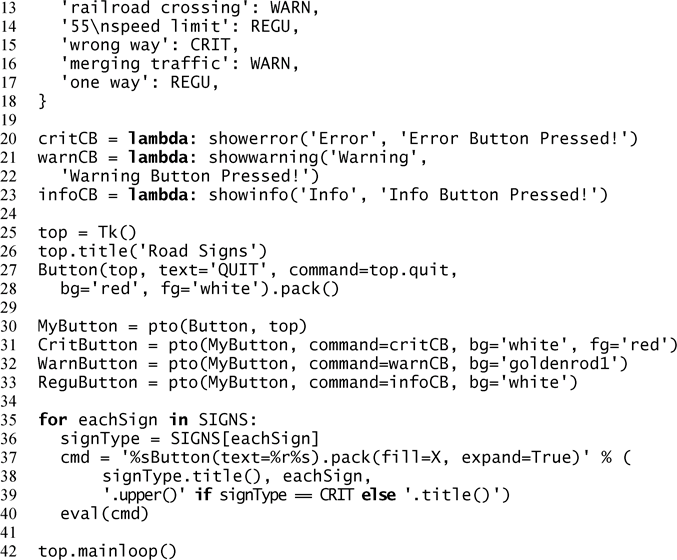 13 'railroad crossing': WARN,
14 '55\nspeed limit': REGU,
15 'wrong way': CRIT,
16 'merging traffic': WARN,
17 'one way': REGU,
18 }
19
20 critCB = lambda: showerror('Error', 'Error Button Pressed!')
21 warnCB = lambda: showwarning('Warning',
22 'Warning Button Pressed!')
23 infoCB = lambda: showinfo('Info', 'Info Button Pressed!')
24
25 top = Tk()
26 top.title('Road Signs')
27 Button(top, text='QUIT', command=top.quit,
28 bg='red', fg='white').pack()
29
30 MyButton = pto(Button, top)
31 CritButton = pto(MyButton, command=critCB, bg='white', fg='red')
32 WarnButton = pto(MyButton, command=warnCB, bg='goldenrod1')
33 ReguButton = pto(MyButton, command=infoCB, bg='white')
34
35 for eachSign in SIGNS:
36 signType = SIGNS[eachSign]
37 cmd = '%sButton(text=%r%s).pack(fill=X, expand=True)' % (
38 signType.title(), eachSign,
39 '.upper()' if signType == CRIT else '.title()')
40 eval(cmd)
41
42 top.mainloop()